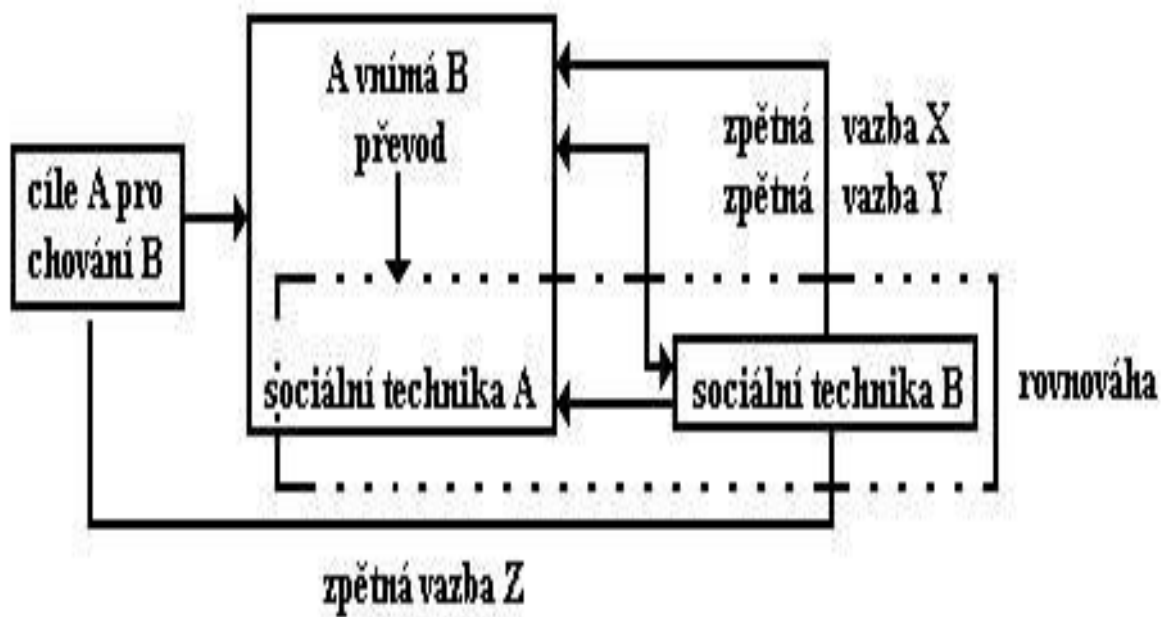 A vnímá B
převod
cíle A pro
chování B
zpětná vazba X
zpětná vazba Y
sociální technika A
sociální technika B
rovnováha
zpětná vazba Z